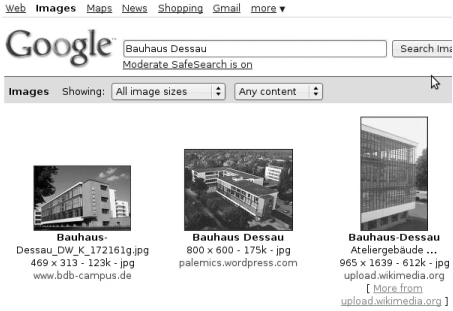 Web Images Maps News Shopping Gmail more ▼
Google™
Bauhaus Dessau
Search Ima
Moderate SafeSearch is on
Images Showing: All image sizes Any content
Bauhaus-
Dessau_DW_K_172161g.jpg
469 x 313 - 123k - jpg
www.bdb-campus.de
Bauhaus Dessau
800 x 600 - 175k - jpg
palemics.wordpress.com
Bauhaus-Dessau
Ateliergebäude ...
965 x 1639 - 612k - jpg
upload.wikimedia.org
[ More from
upload.wikimedia.org ]